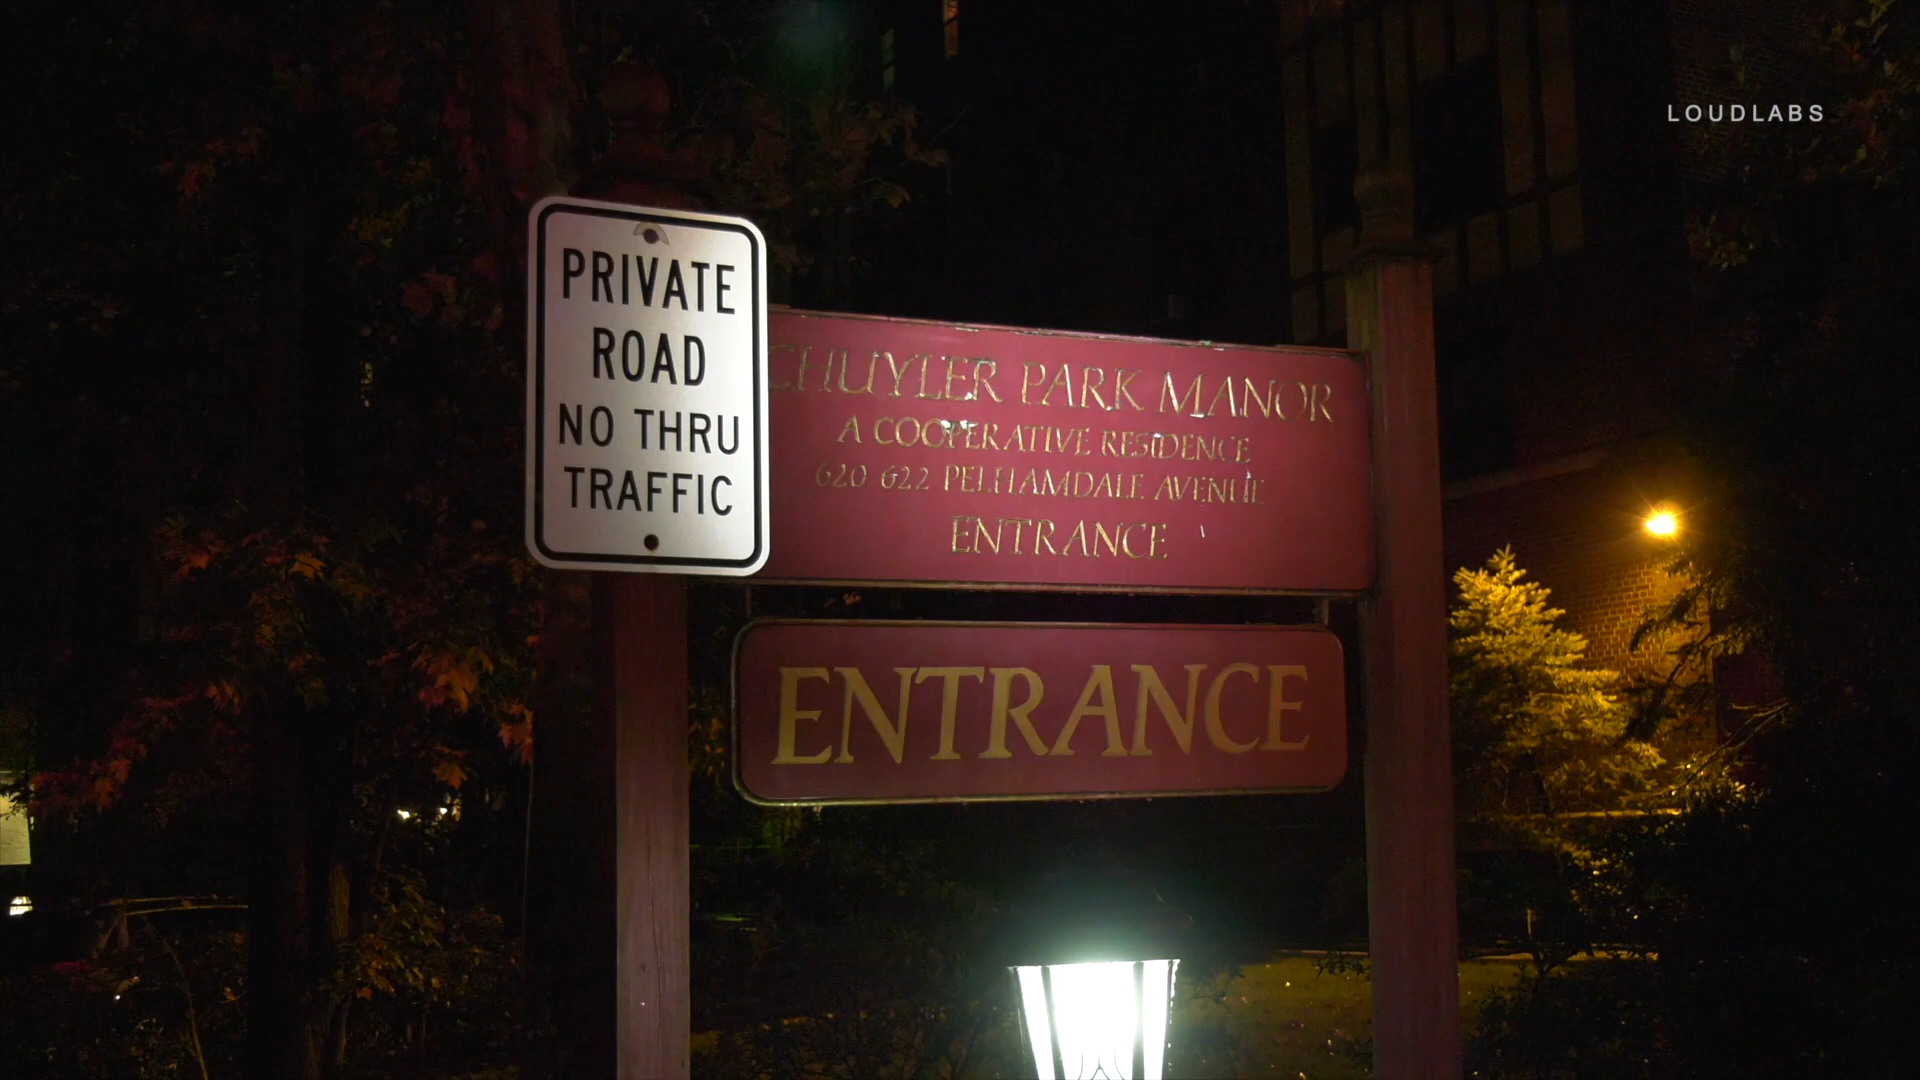 LOUDLABS
PRIVATE
ROAD
NO THRU
TRAFFIC
CHUYLER PARK MANOR
A COOPERATIVE RESIDENCE
620-622 PELHAMDALE AVENUE
ENTRANCE
ENTRANCE